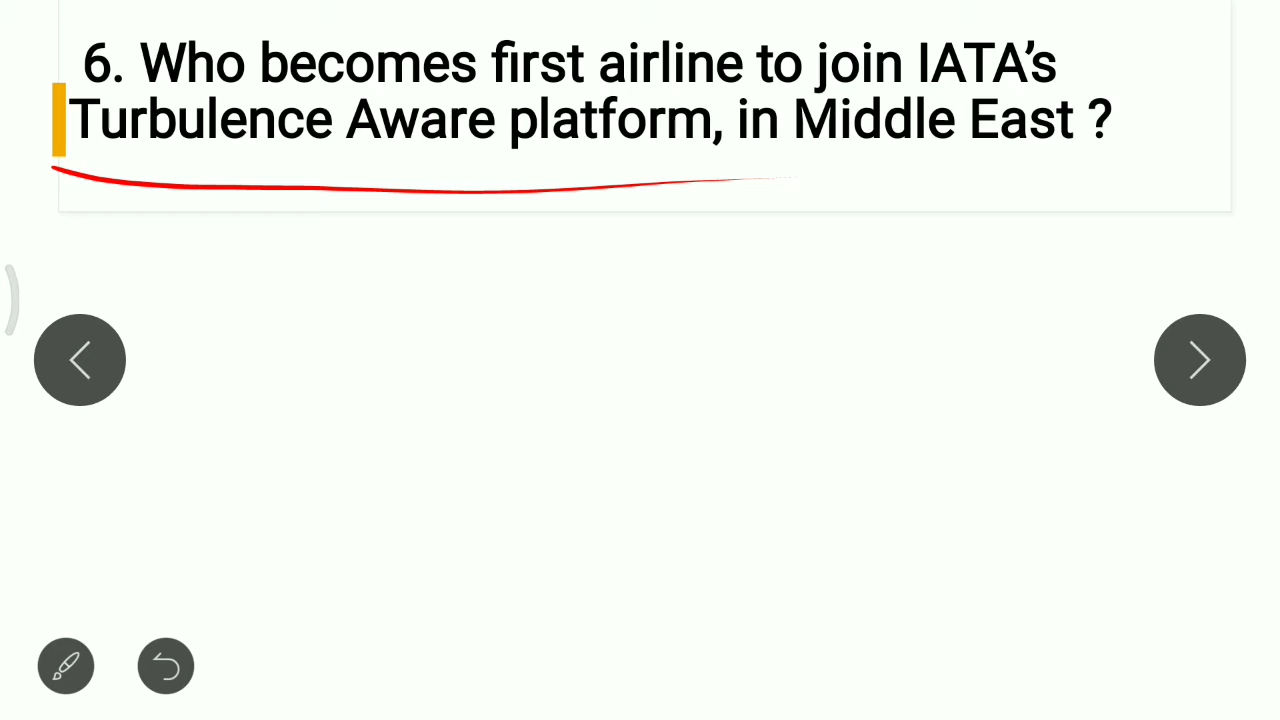 6. Who becomes first airline to join IATA’s
Turbulence Aware platform, in Middle East ?